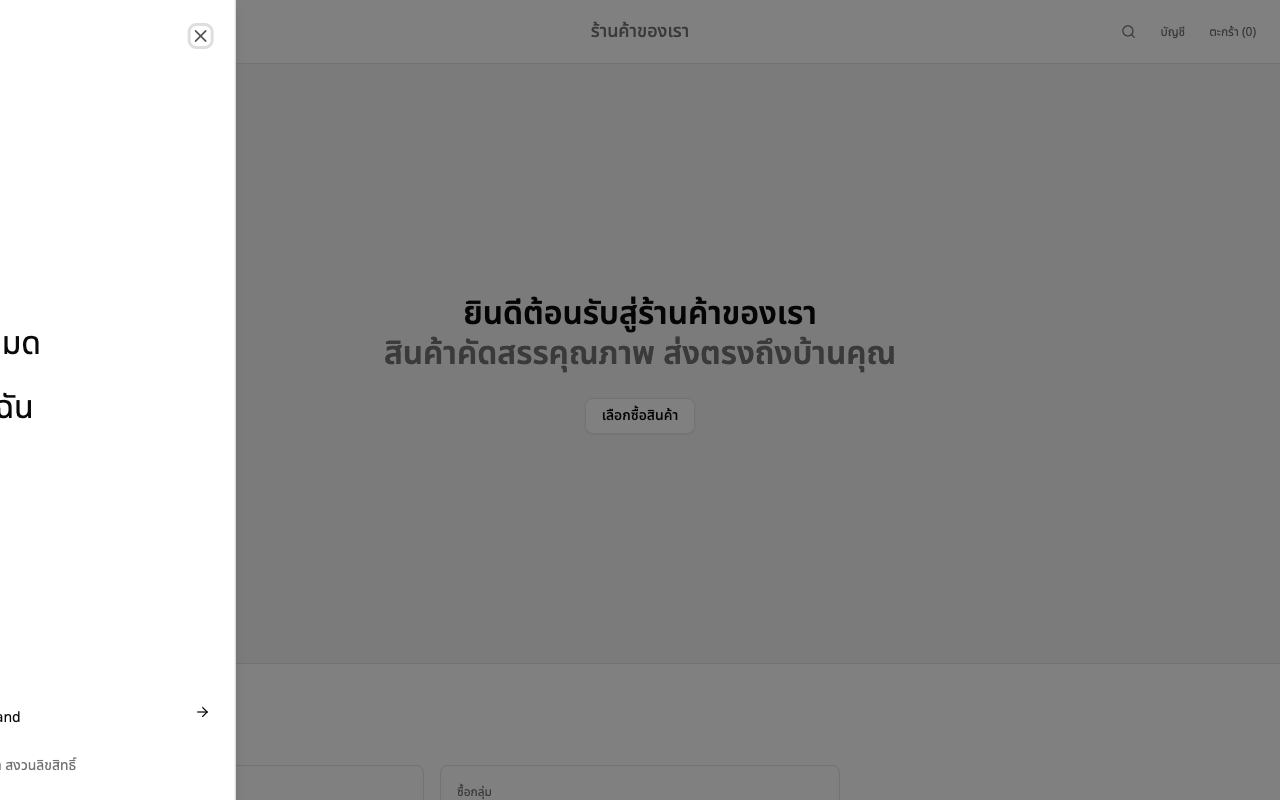 ร้านค้าของเรา
บัญชี
ตะกร้า (0)
ยินดีต้อนรับสู่ร้านค้าของเรา
สินค้าคัดสรรคุณภาพ ส่งตรงถึงบ้านคุณ
เลือกซื้อสินค้า
สงวนลิขสิทธิ์
ซื้อกลุ่ม